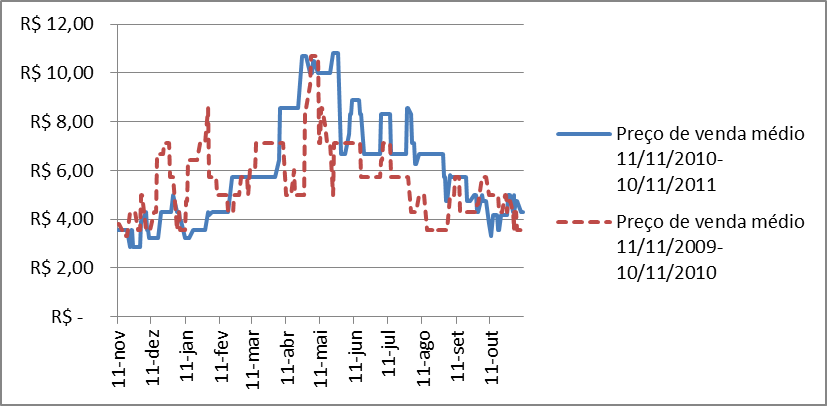 R$ 12,00
R$ 10,00
R$ 8,00
R$ 6,00
R$ 4,00
R$ 2,00
R$ -
11-nov
11-dez
11-jan
11-fev
11-mar
11-abr
11-mai
11-jun
11-jul
11-ago
11-set
11-out
Preço de venda médio
11/11/2010-
10/11/2011
Preço de venda médio
11/11/2009-
10/11/2010